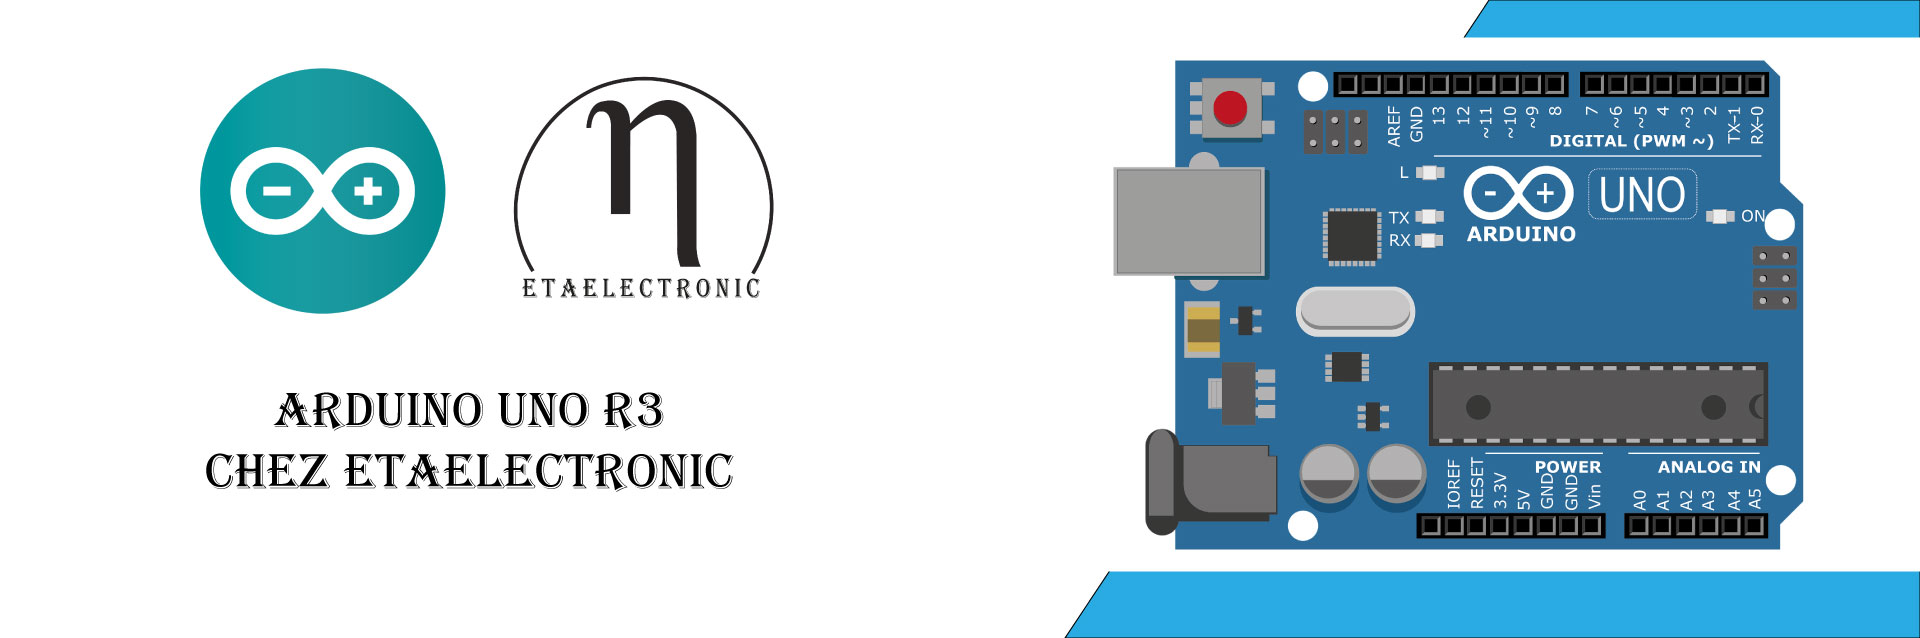 ETAELECTRONIC
ARDUINO UNO R3
CHEZ ETAELECTRONIC
AREF
GND
13
12
~11
~10
~9
8
7
~6
~5
4
~3
2
TX-1
RX-0
DIGITAL (PWM ~)
L
TX
RX
UNO
ON
ARDUINO
POWER
ANALOG IN
IOREF
RESET
3.3V
5V
GND
GND
Vin
A0
A1
A2
A3
A4
A5